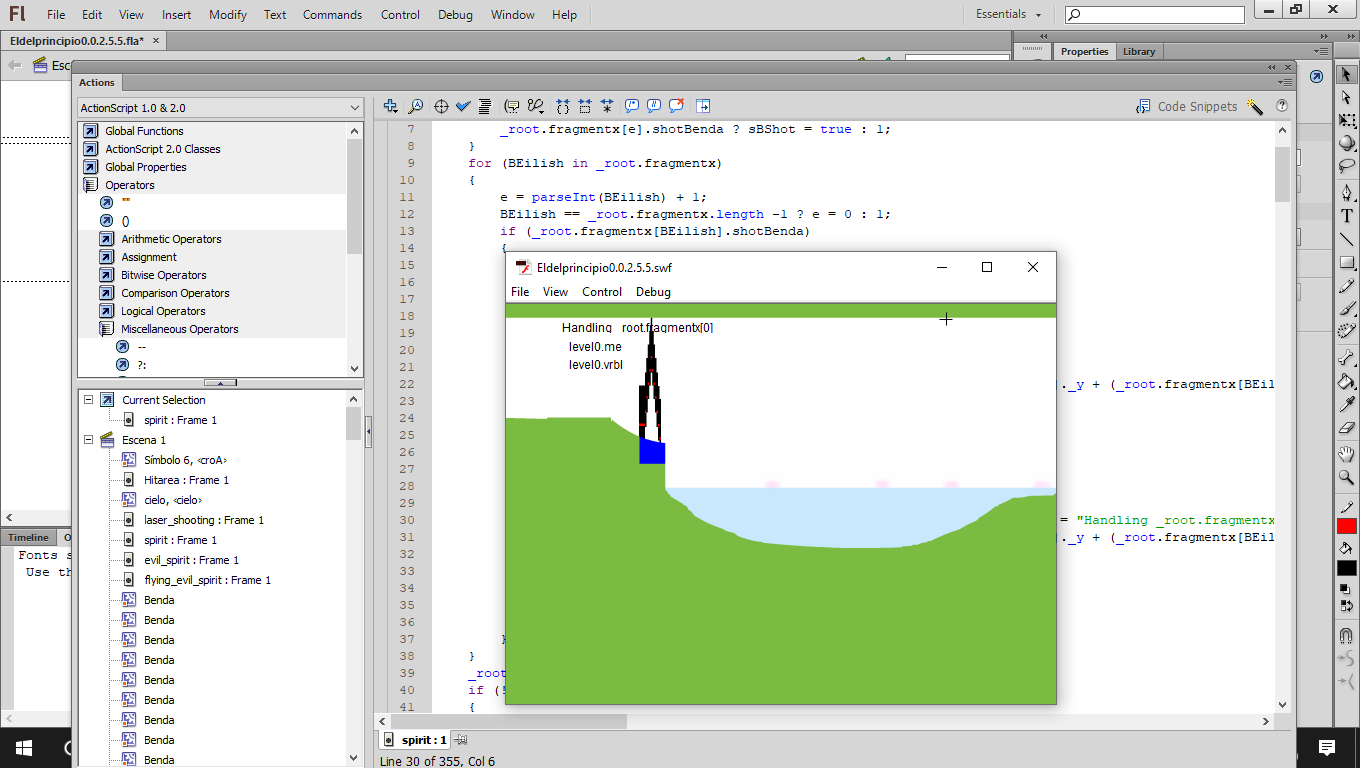 Fl File Edit View Insert Modify Text Commands Control Debug Window Help Essentials
Eldelprincipio0.0.2.5.5.fla* ×
Properties Library
Esc
Actions
ActionScript 1.0 & 2.0
Global Functions
ActionScript 2.0 Classes
Global Properties
Operators
""
()
Arithmetic Operators
Assignment
Bitwise Operators
Comparison Operators
Logical Operators
Miscellaneous Operators
--
?:
Current Selection
spirit : Frame 1
Escena 1
Símbolo 6, <croA>
Hitarea : Frame 1
cielo, <cielo>
laser_shooting : Frame 1
spirit : Frame 1
evil_spirit : Frame 1
flying_evil_spirit : Frame 1
Benda
Benda
Benda
Benda
Benda
Benda
Benda
Benda
Benda
Timeline O
Fonts s
Use th
Code Snippets
7 _root.fragmentx[e].shotBenda ? sBShot = true : 1;
8 }
9 for (BEilish in _root.fragmentx)
10 {
11 e = parseInt(BEilish) + 1;
12 BEilish == _root.fragmentx.length -1 ? e = 0 : 1;
13 if (_root.fragmentx[BEilish].shotBenda)
14 {
15
16
17
18
19
20
21
22 ]._y + (_root.fragmentx[BEil
23
24
25
26
27
28
29
30 = "Handling _root.fragmentx
31 ]._y + (_root.fragmentx[BEil
32
33
34
35
36
37 }
38 }
39 _root
40 if (!
41 {
Eldelprincipio0.0.2.5.5.swf
File View Control Debug
Handling _root.fragmentx[0]
level0.me
level0.vrbl
spirit : 1
Line 30 of 355, Col 6